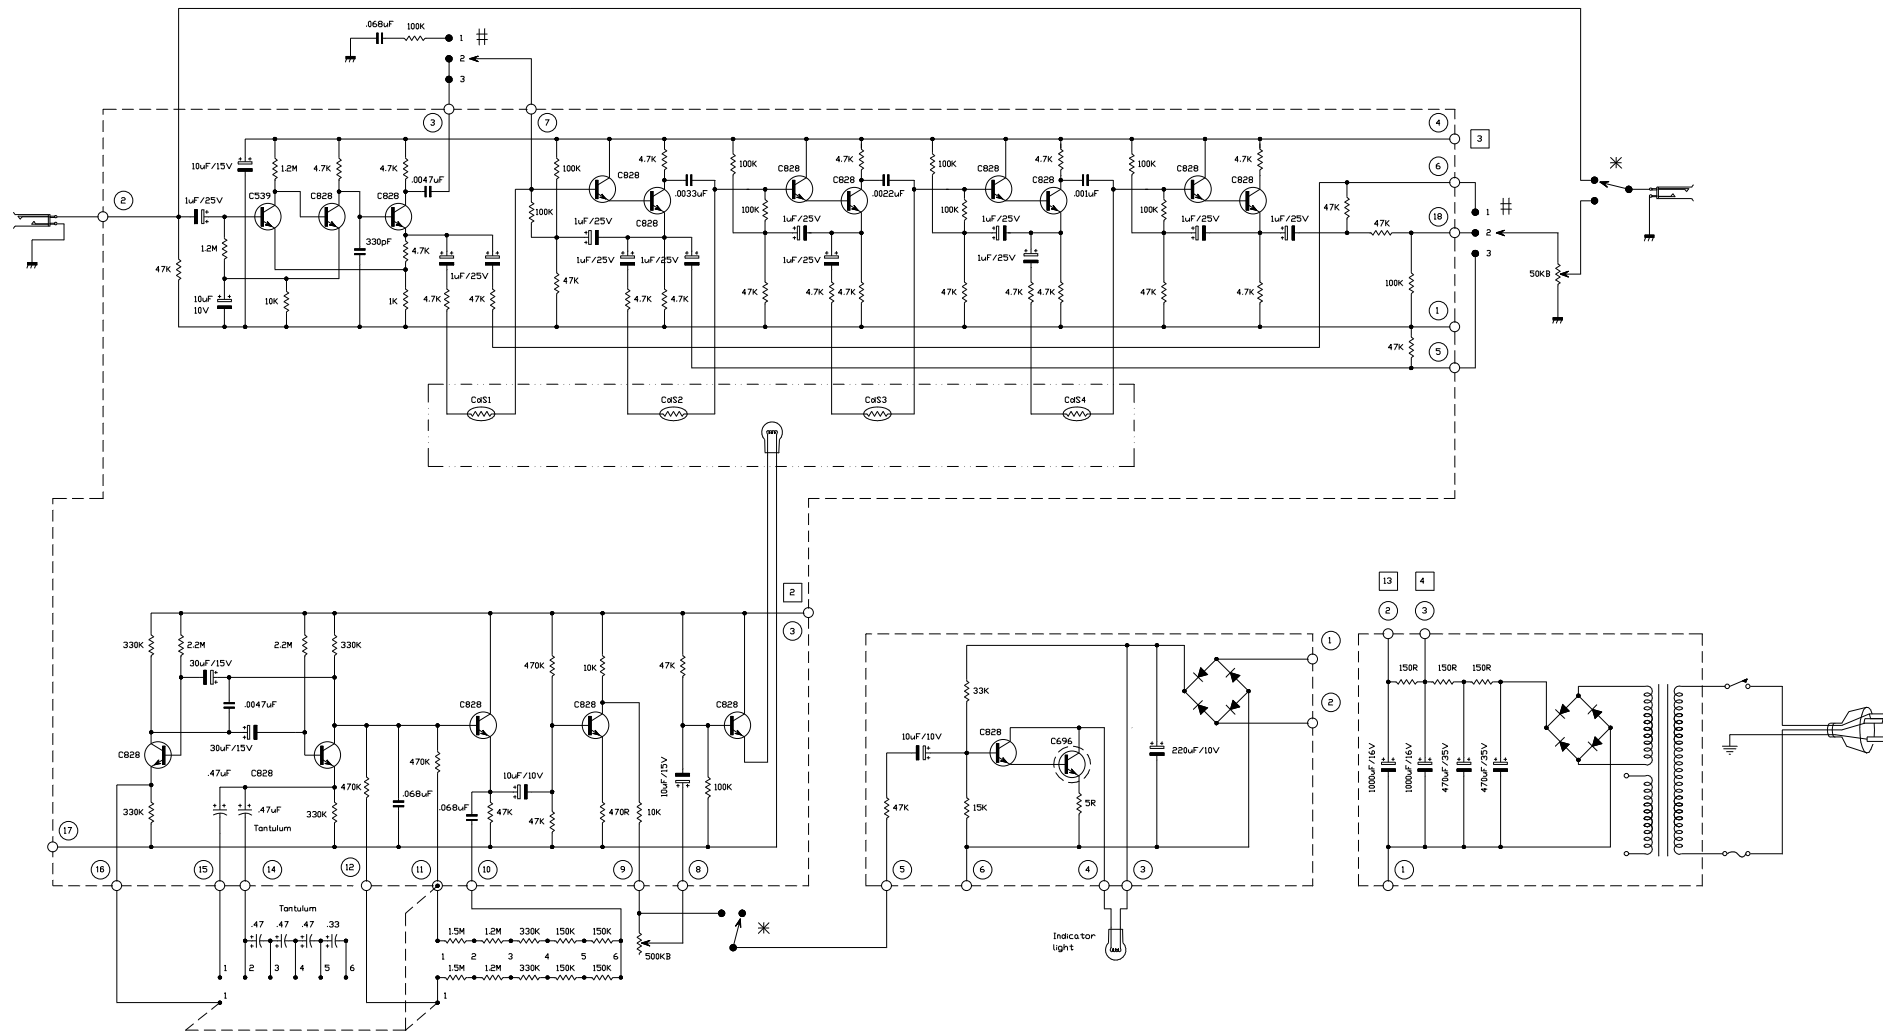 .068uF 100K 1 #
2
3
3 7 4 3
10uF/15V 1.2M 4.7K 4.7K .0047uF
100K C828 4.7K 100K C828 4.7K 100K C828 4.7K 100K C828 4.7K
6
.0033uF .0022uF .001uF
2 1uF/25V C539 C828 C828
100K C828 100K C828 100K C828 100K C828
1uF/25V 1uF/25V 1uF/25V 1uF/25V 1uF/25V
47K 47K 18
1 #
2
3
*
1.2M 330pF 4.7K
47K
1uF/25V 1uF/25V 1uF/25V 1uF/25V 1uF/25V
50KB
10uF
10V
10K 1K 4.7K 47K 47K 4.7K 4.7K 47K 4.7K 4.7K 47K 4.7K 4.7K 47K 4.7K 100K
1
47K 5
CdS1 CdS2 CdS3 CdS4
2
3
13 4
2 3
330K 2.2M 2.2M 330K
30uF/15V
.0047uF
30uF/15V
C828
.47uF C828
.47uF
Tantulum
330K 330K 470K .068uF 470K
C828 470K 10K C828 47K C828
10uF/10V 10uF/15V
.068uF 47K 47K 470R 10K 100K
17
16 15 14 12 11 10 9 8
Tantulum
.47 .47 .47 .33
1 2 3 4 5 6
1
1.5M 1.2M 330K 150K 150K
1 2 3 4 5 6
1.5M 1.2M 330K 150K 150K
1
500KB
*
1
2
33K
10uF/10V C828 C696
220uF/10V
47K 15K 5R
5 6 4 3
Indicator
light
150R 150R 150R
1000uF/16V 1000uF/16V 470uF/35V 470uF/35V
1